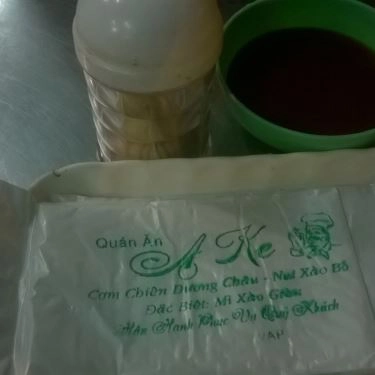 Quán Ăn
A Ke
Cơm Chiên Dương Châu - Nui Xào Bò
Đặc Biệt: Mì Xào Giòn
Hân Hạnh Phục Vụ Quý Khách
VAP